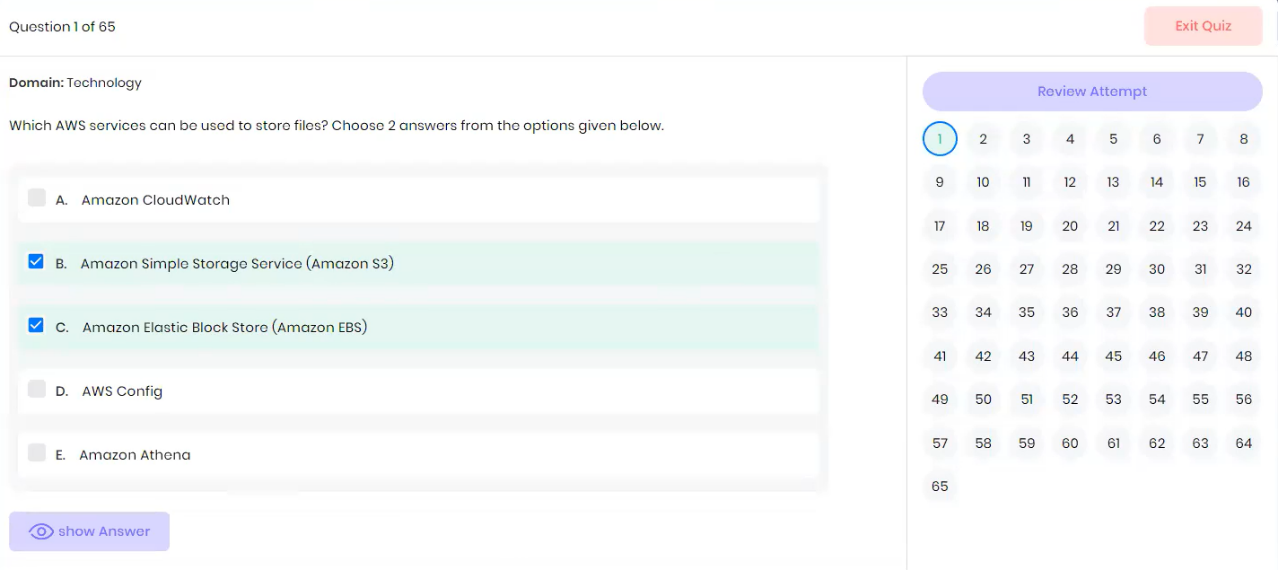 Question 1 of 65
Exit Quiz
Domain: Technology
Which AWS services can be used to store files? Choose 2 answers from the options given below.
A. Amazon CloudWatch
B. Amazon Simple Storage Service (Amazon S3)
C. Amazon Elastic Block Store (Amazon EBS)
D. AWS Config
E. Amazon Athena
show Answer
Review Attempt
1 2 3 4 5 6 7 8
9 10 11 12 13 14 15 16
17 18 19 20 21 22 23 24
25 26 27 28 29 30 31 32
33 34 35 36 37 38 39 40
41 42 43 44 45 46 47 48
49 50 51 52 53 54 55 56
57 58 59 60 61 62 63 64
65